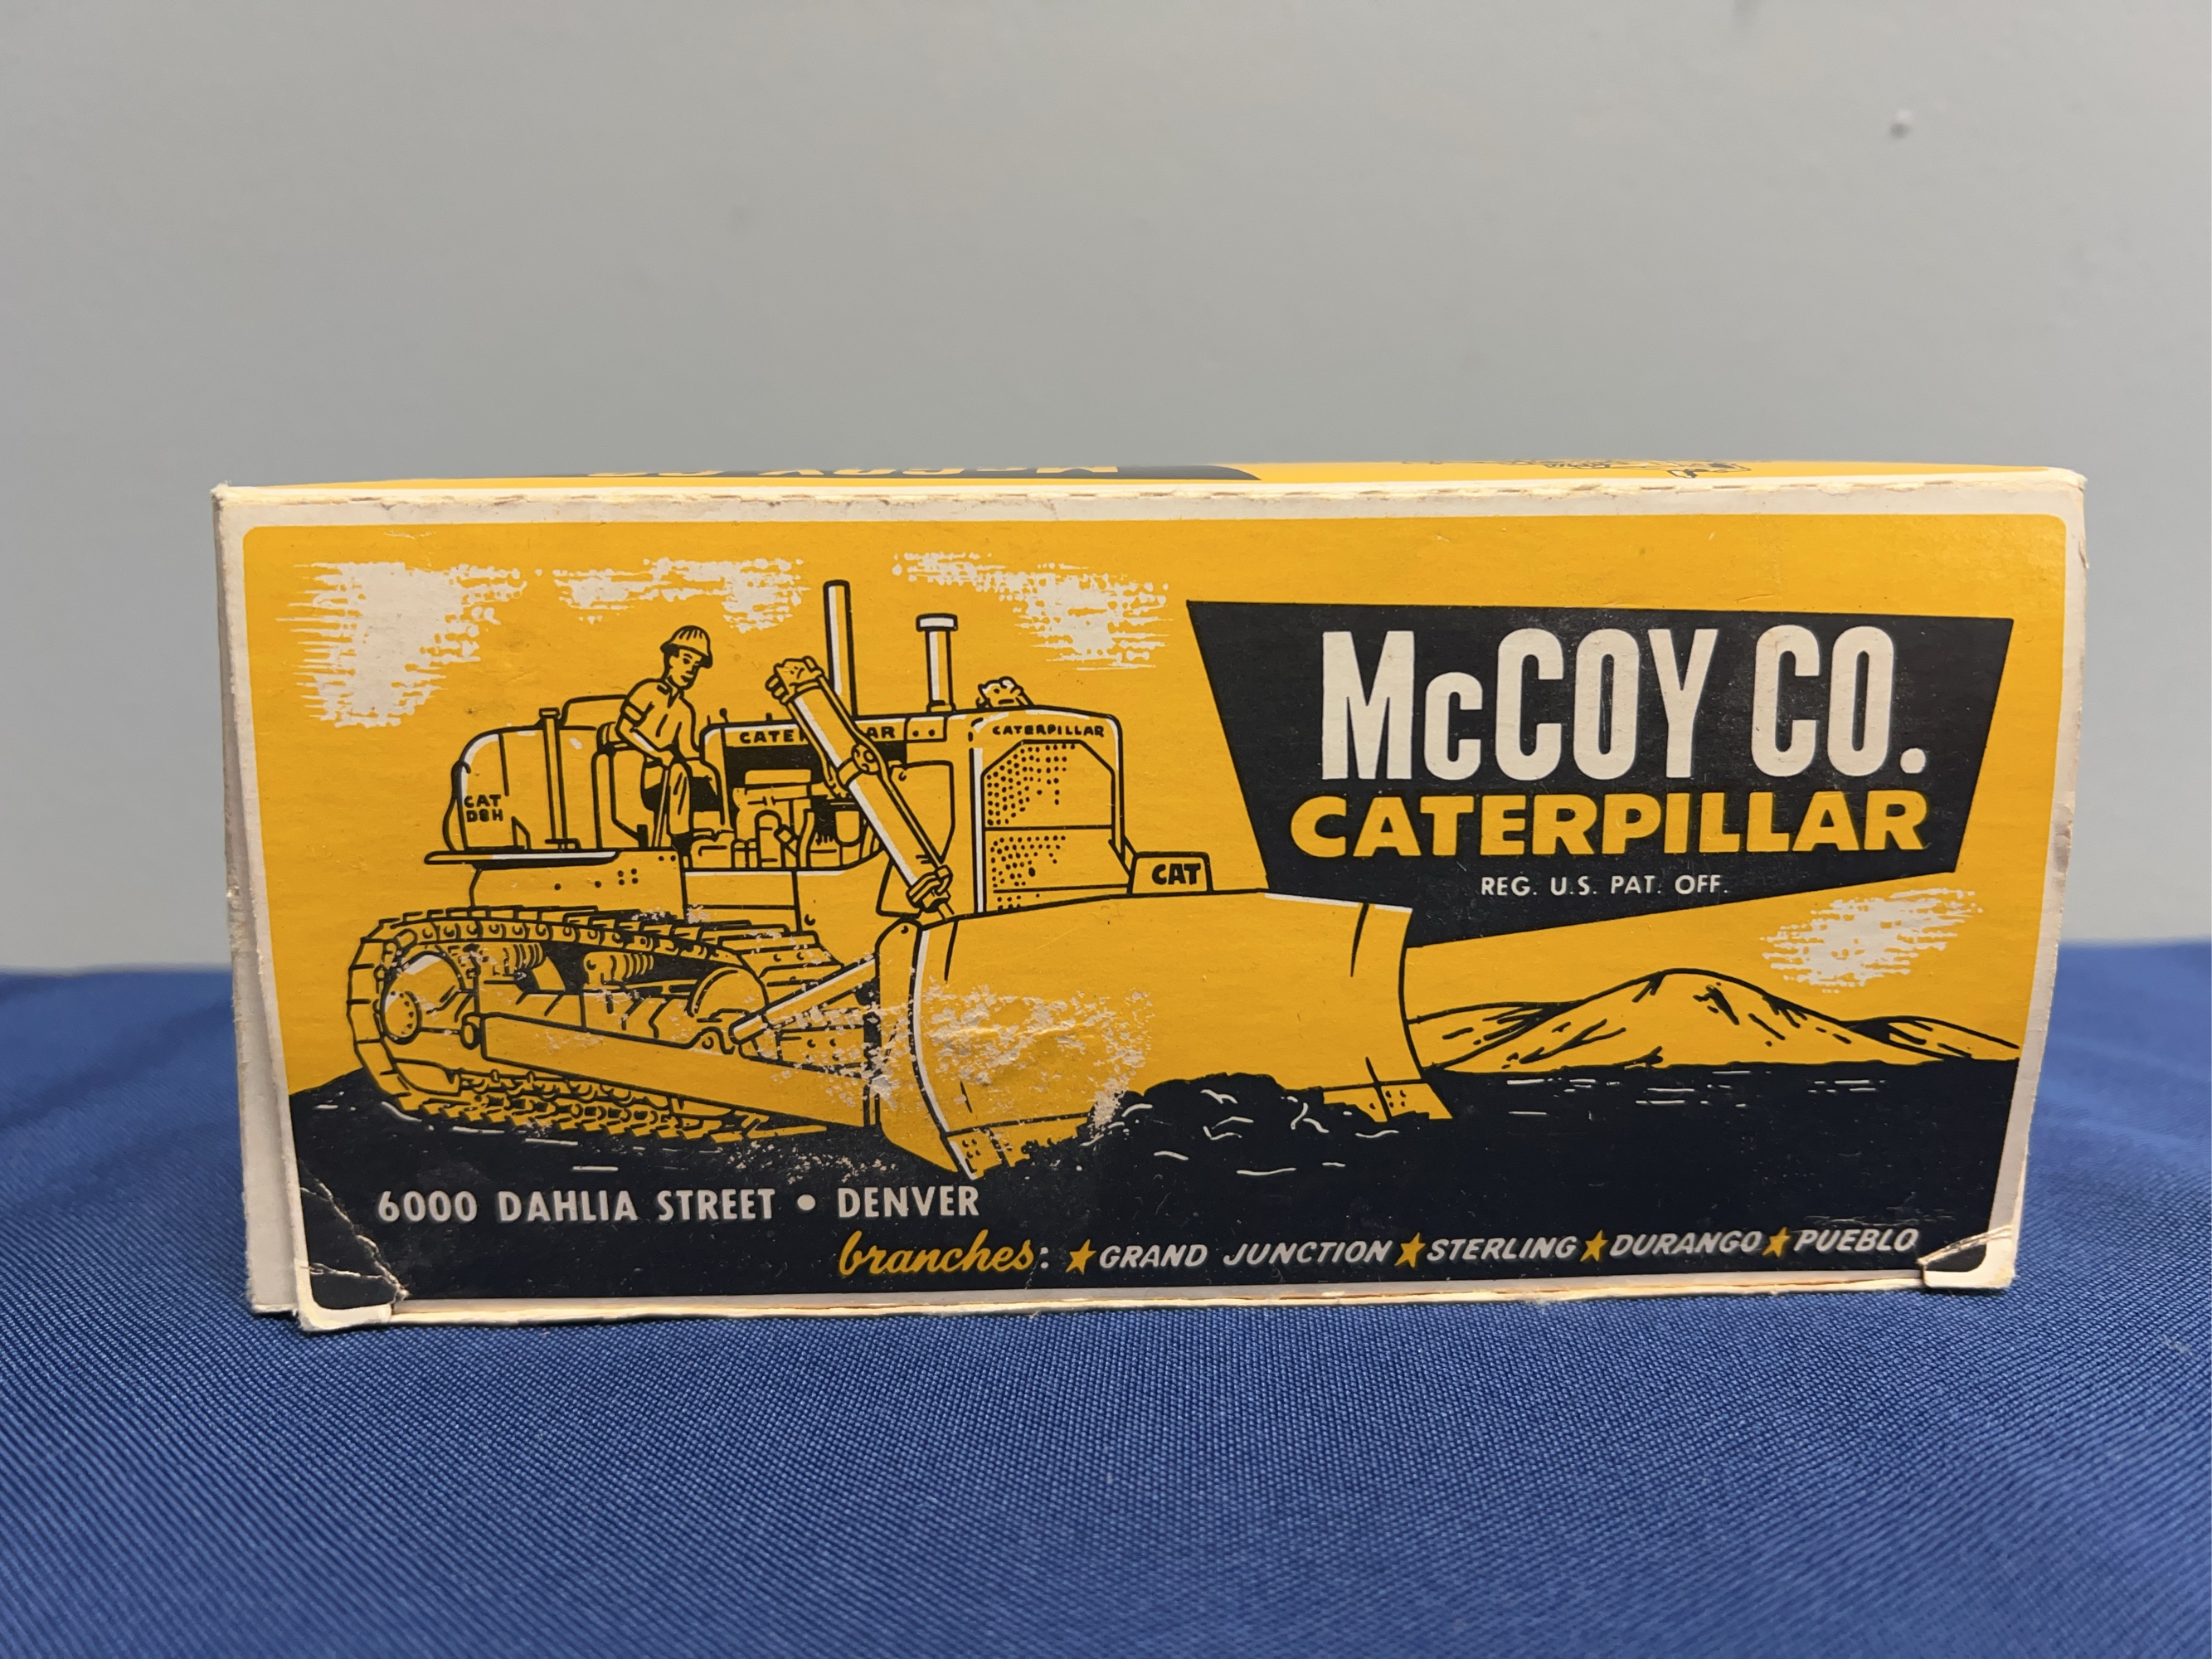 McCOY CO.
CATERPILLAR
REG. U.S. PAT. OFF.
CATERPILLAR
CAT
D8H
CAT
6000 DAHLIA STREET • DENVER
branches: ★GRAND JUNCTION ★STERLING ★DURANGO ★PUEBLO